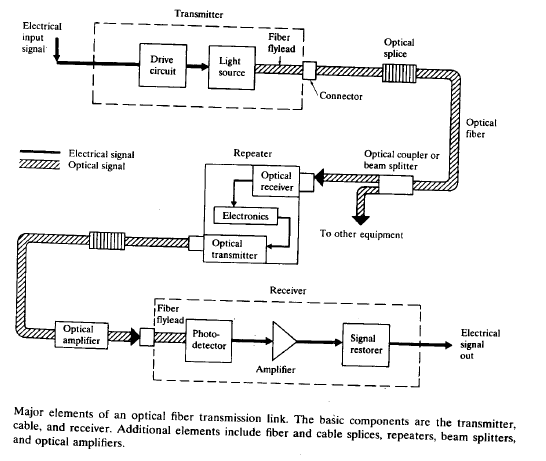 Transmitter
Electrical
input
signal
Drive
circuit
Light
source
Fiber
flylead
Connector
Optical
splice
Optical
fiber
Electrical signal
Optical signal
Repeater
Optical
receiver
Electronics
Optical
transmitter
Optical coupler or
beam splitter
To other equipment
Receiver
Optical
amplifier
Fiber
flylead
Photo-
detector
Amplifier
Signal
restorer
Electrical
signal
out
Major elements of an optical fiber transmission link. The basic components are the transmitter,
cable, and receiver. Additional elements include fiber and cable splices, repeaters, beam splitters,
and optical amplifiers.